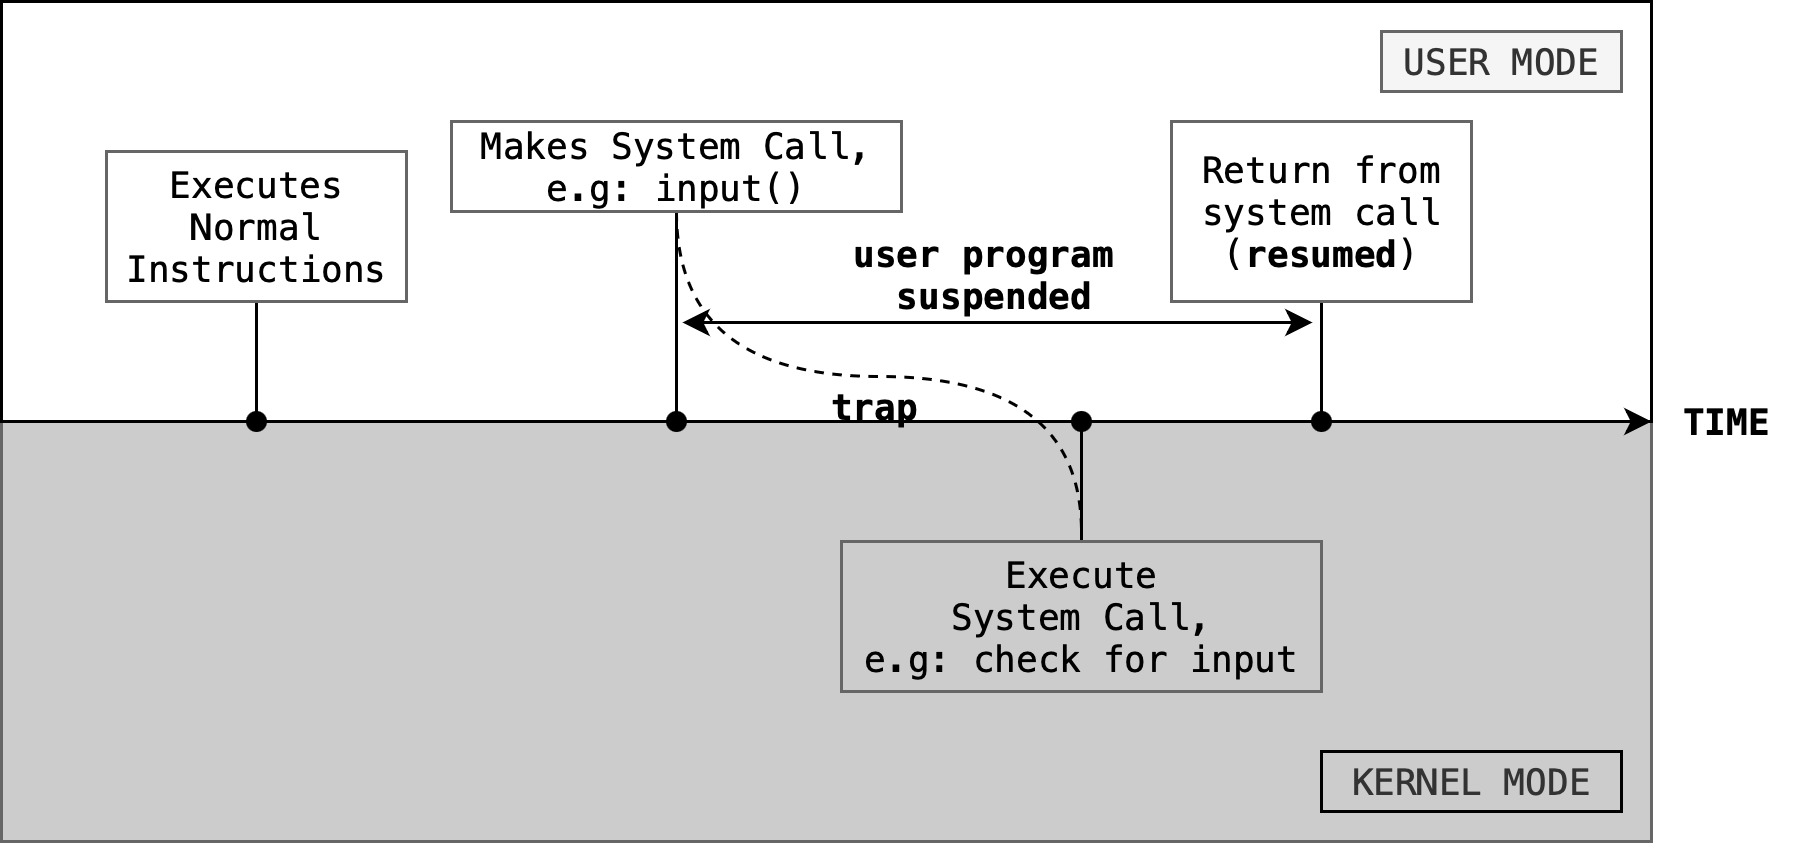 USER MODE
Executes
Normal
Instructions
Makes System Call,
e.g: input()
user program
suspended
Return from
system call
(resumed)
trap
TIME
Execute
System Call,
e.g: check for input
KERNEL MODE